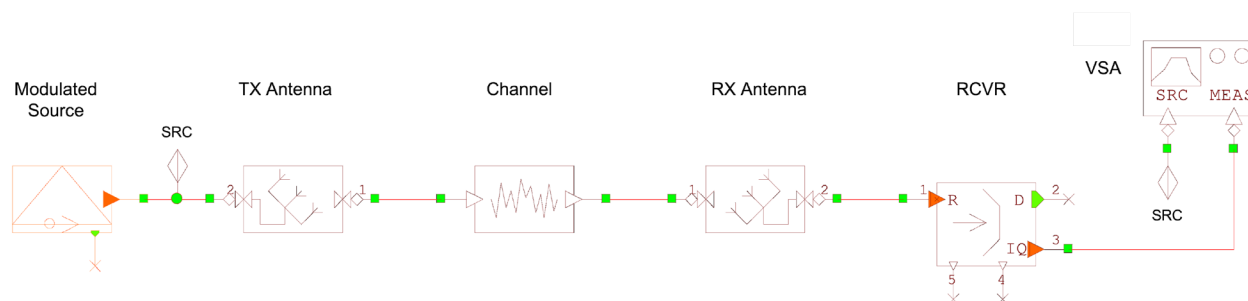 Modulated
Source
SRC
TX Antenna
2
1
Channel
RX Antenna
1
2
RCVR
1
R
D
2
IQ
3
5
4
VSA
SRC
MEAS
SRC